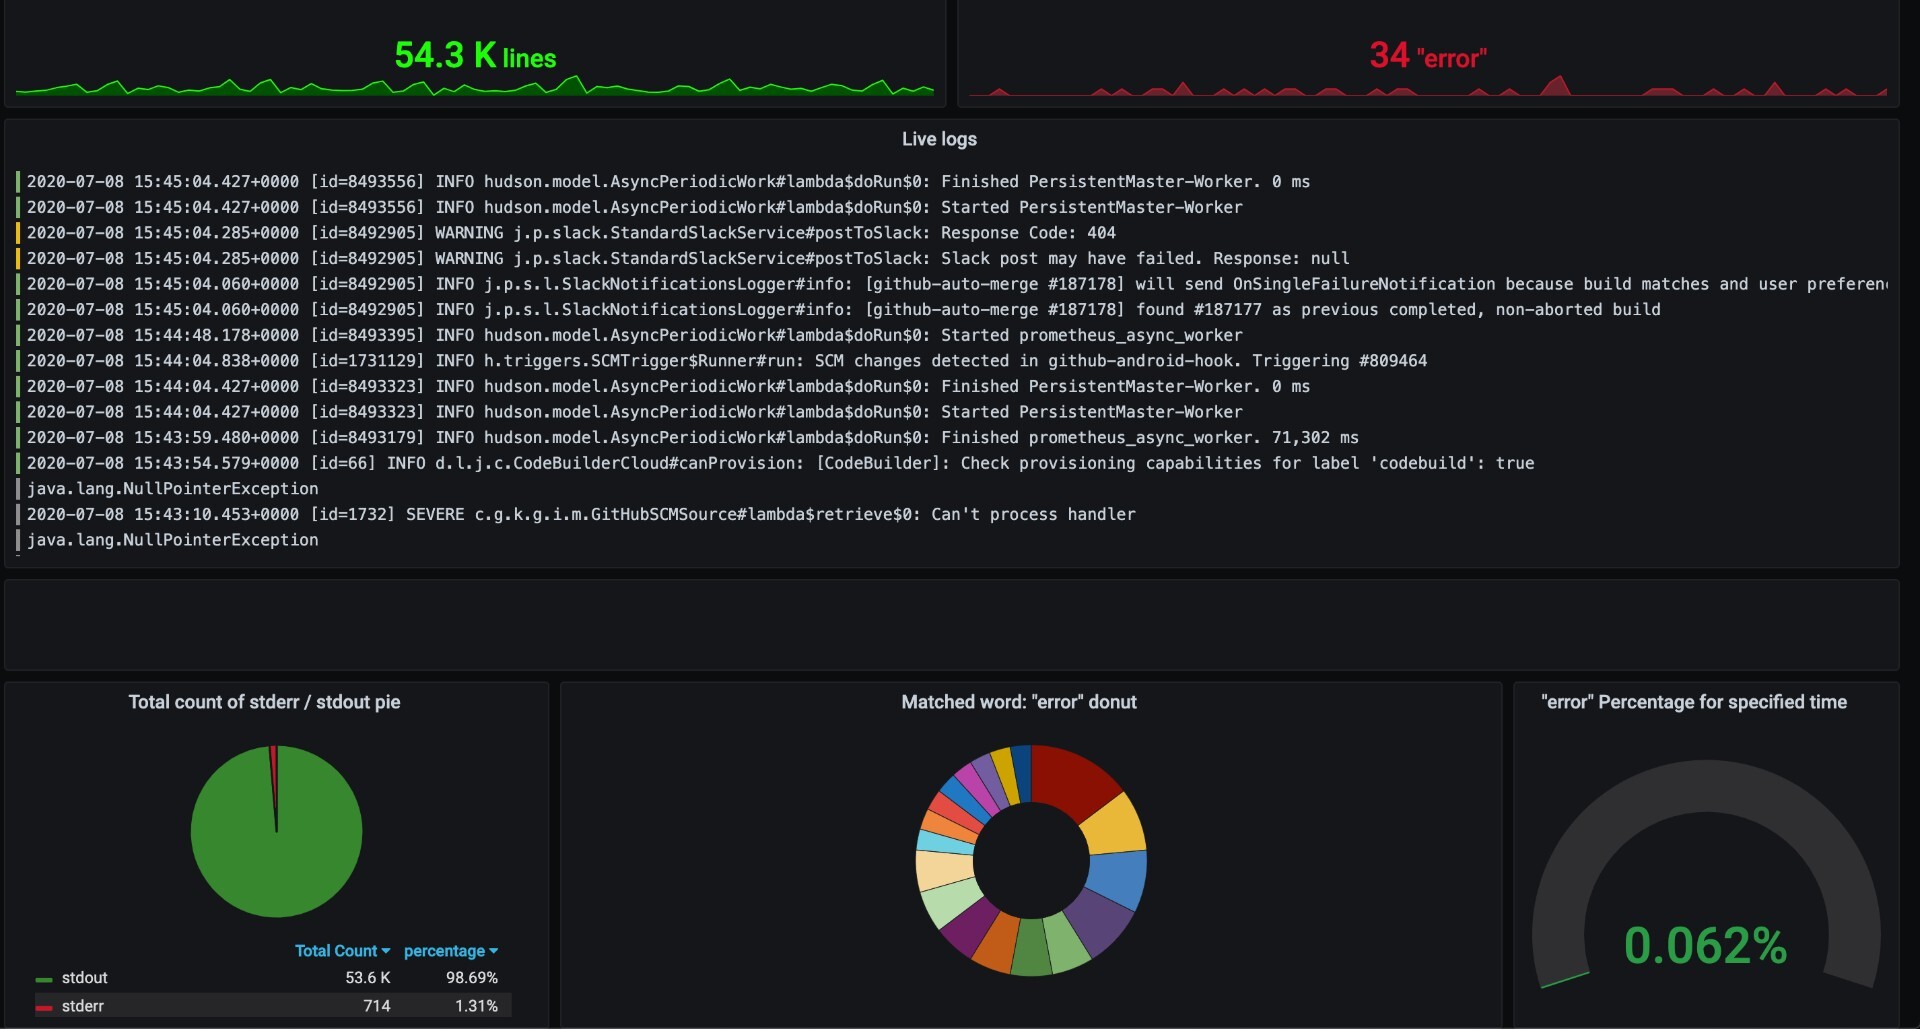 54.3 K lines
34 "error"
Live logs
2020-07-08 15:45:04.427+0000 [id=8493556] INFO hudson.model.AsyncPeriodicWork#lambda$doRun$0: Finished PersistentMaster-Worker. 0 ms
2020-07-08 15:45:04.427+0000 [id=8493556] INFO hudson.model.AsyncPeriodicWork#lambda$doRun$0: Started PersistentMaster-Worker
2020-07-08 15:45:04.285+0000 [id=8492905] WARNING j.p.slack.StandardSlackService#postToSlack: Response Code: 404
2020-07-08 15:45:04.285+0000 [id=8492905] WARNING j.p.slack.StandardSlackService#postToSlack: Slack post may have failed. Response: null
2020-07-08 15:45:04.060+0000 [id=8492905] INFO j.p.s.l.SlackNotificationsLogger#info: [github-auto-merge #187178] will send OnSingleFailureNotification because build matches and user preferen
2020-07-08 15:45:04.060+0000 [id=8492905] INFO j.p.s.l.SlackNotificationsLogger#info: [github-auto-merge #187178] found #187177 as previous completed, non-aborted build
2020-07-08 15:44:48.178+0000 [id=8493395] INFO hudson.model.AsyncPeriodicWork#lambda$doRun$0: Started prometheus_async_worker
2020-07-08 15:44:04.838+0000 [id=1731129] INFO h.triggers.SCMTrigger$Runner#run: SCM changes detected in github-android-hook. Triggering #809464
2020-07-08 15:44:04.427+0000 [id=8493323] INFO hudson.model.AsyncPeriodicWork#lambda$doRun$0: Finished PersistentMaster-Worker. 0 ms
2020-07-08 15:44:04.427+0000 [id=8493323] INFO hudson.model.AsyncPeriodicWork#lambda$doRun$0: Started PersistentMaster-Worker
2020-07-08 15:43:59.480+0000 [id=8493179] INFO hudson.model.AsyncPeriodicWork#lambda$doRun$0: Finished prometheus_async_worker. 71,302 ms
2020-07-08 15:43:54.579+0000 [id=66] INFO d.l.j.c.CodeBuilderCloud#canProvision: [CodeBuilder]: Check provisioning capabilities for label 'codebuild': true
java.lang.NullPointerException
2020-07-08 15:43:10.453+0000 [id=1732] SEVERE c.g.k.g.i.m.GitHubSCMSource#lambda$retrieve$0: Can't process handler
java.lang.NullPointerException
Total count of stderr / stdout pie
Total Count percentage
stdout 53.6 K 98.69%
stderr 714 1.31%
Matched word: "error" donut
"error" Percentage for specified time
0.062%